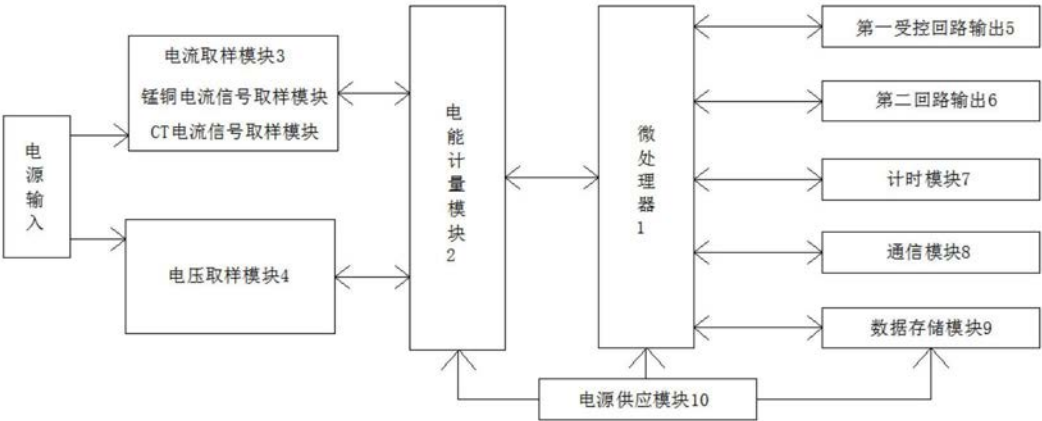 电源输入
电流取样模块3
锰铜电流信号取样模块
CT电流信号取样模块
电压取样模块4
电能计量模块2
微处理器1
第一受控回路输出5
第二回路输出6
计时模块7
通信模块8
数据存储模块9
电源供应模块10